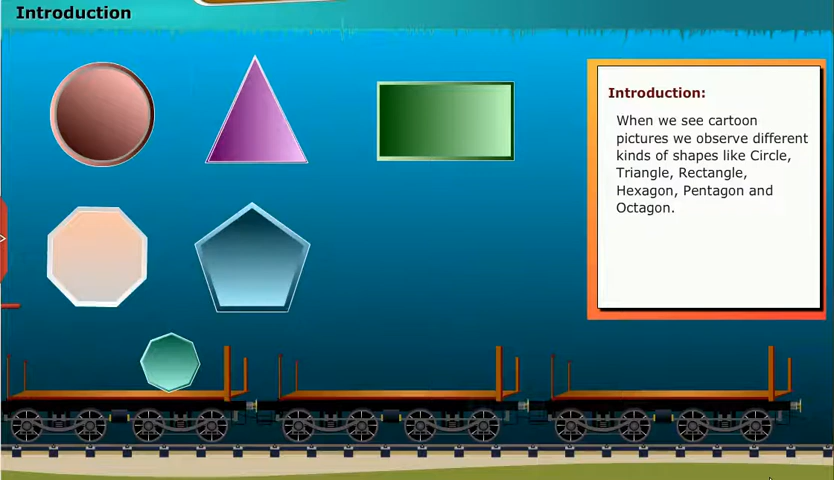 Introduction
Introduction:
When we see cartoon
pictures we observe different
kinds of shapes like Circle,
Triangle, Rectangle,
Hexagon, Pentagon and
Octagon.